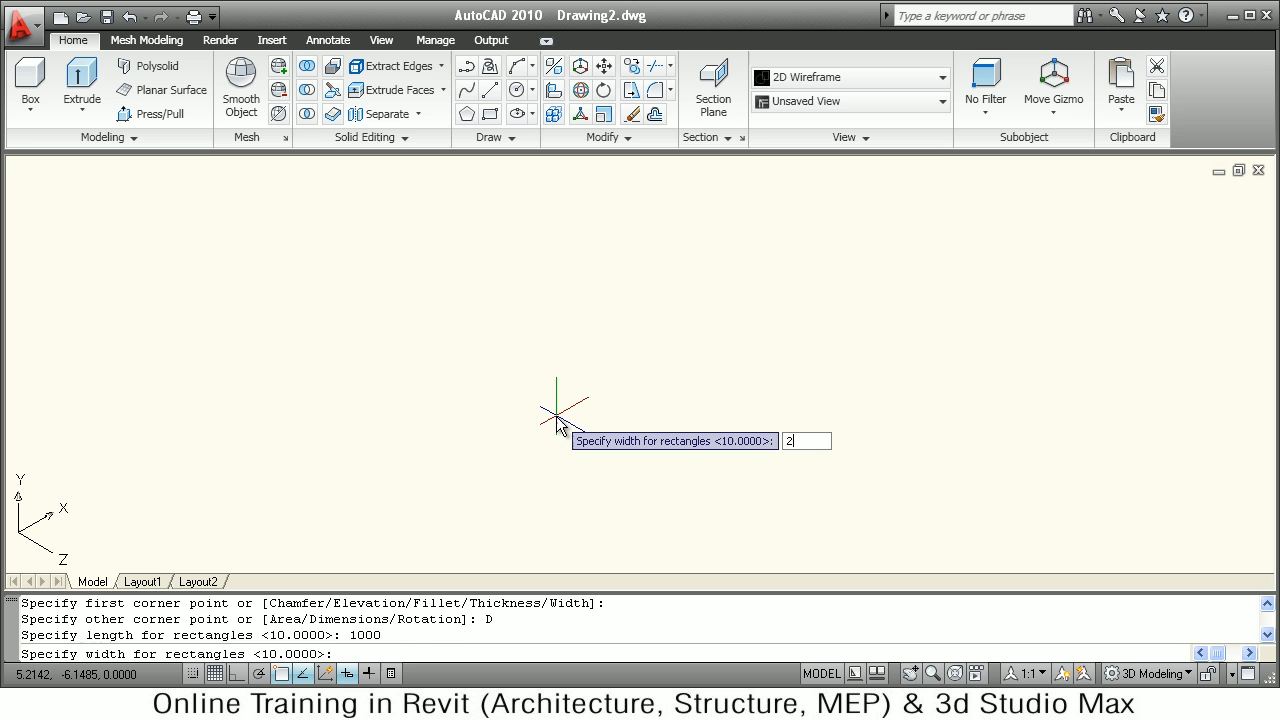 AutoCAD 2010 Drawing2.dwg
Type a keyword or phrase
Home Mesh Modeling Render Insert Annotate View Manage Output
Box
Extrude
Polysolid
Planar Surface
Press/Pull
Smooth
Object
Extract Edges
Extrude Faces
Separate
Section
Plane
2D Wireframe
Unsaved View
No Filter
Move Gizmo
Paste
Modeling
Mesh
Solid Editing
Draw
Modify
Section
View
Subobject
Clipboard
Specify width for rectangles <10.0000>: 2
Y
X
Z
Model Layout1 Layout2
Specify first corner point or [Chamfer/Elevation/Fillet/Thickness/Width]:
Specify other corner point or [Area/Dimensions/Rotation]: D
Specify length for rectangles <10.0000>: 1000
Specify width for rectangles <10.0000>:
5.2142, -6.1485, 0.0000
MODEL
1:1
3D Modeling
Online Training in Revit (Architecture, Structure, MEP) & 3d Studio Max